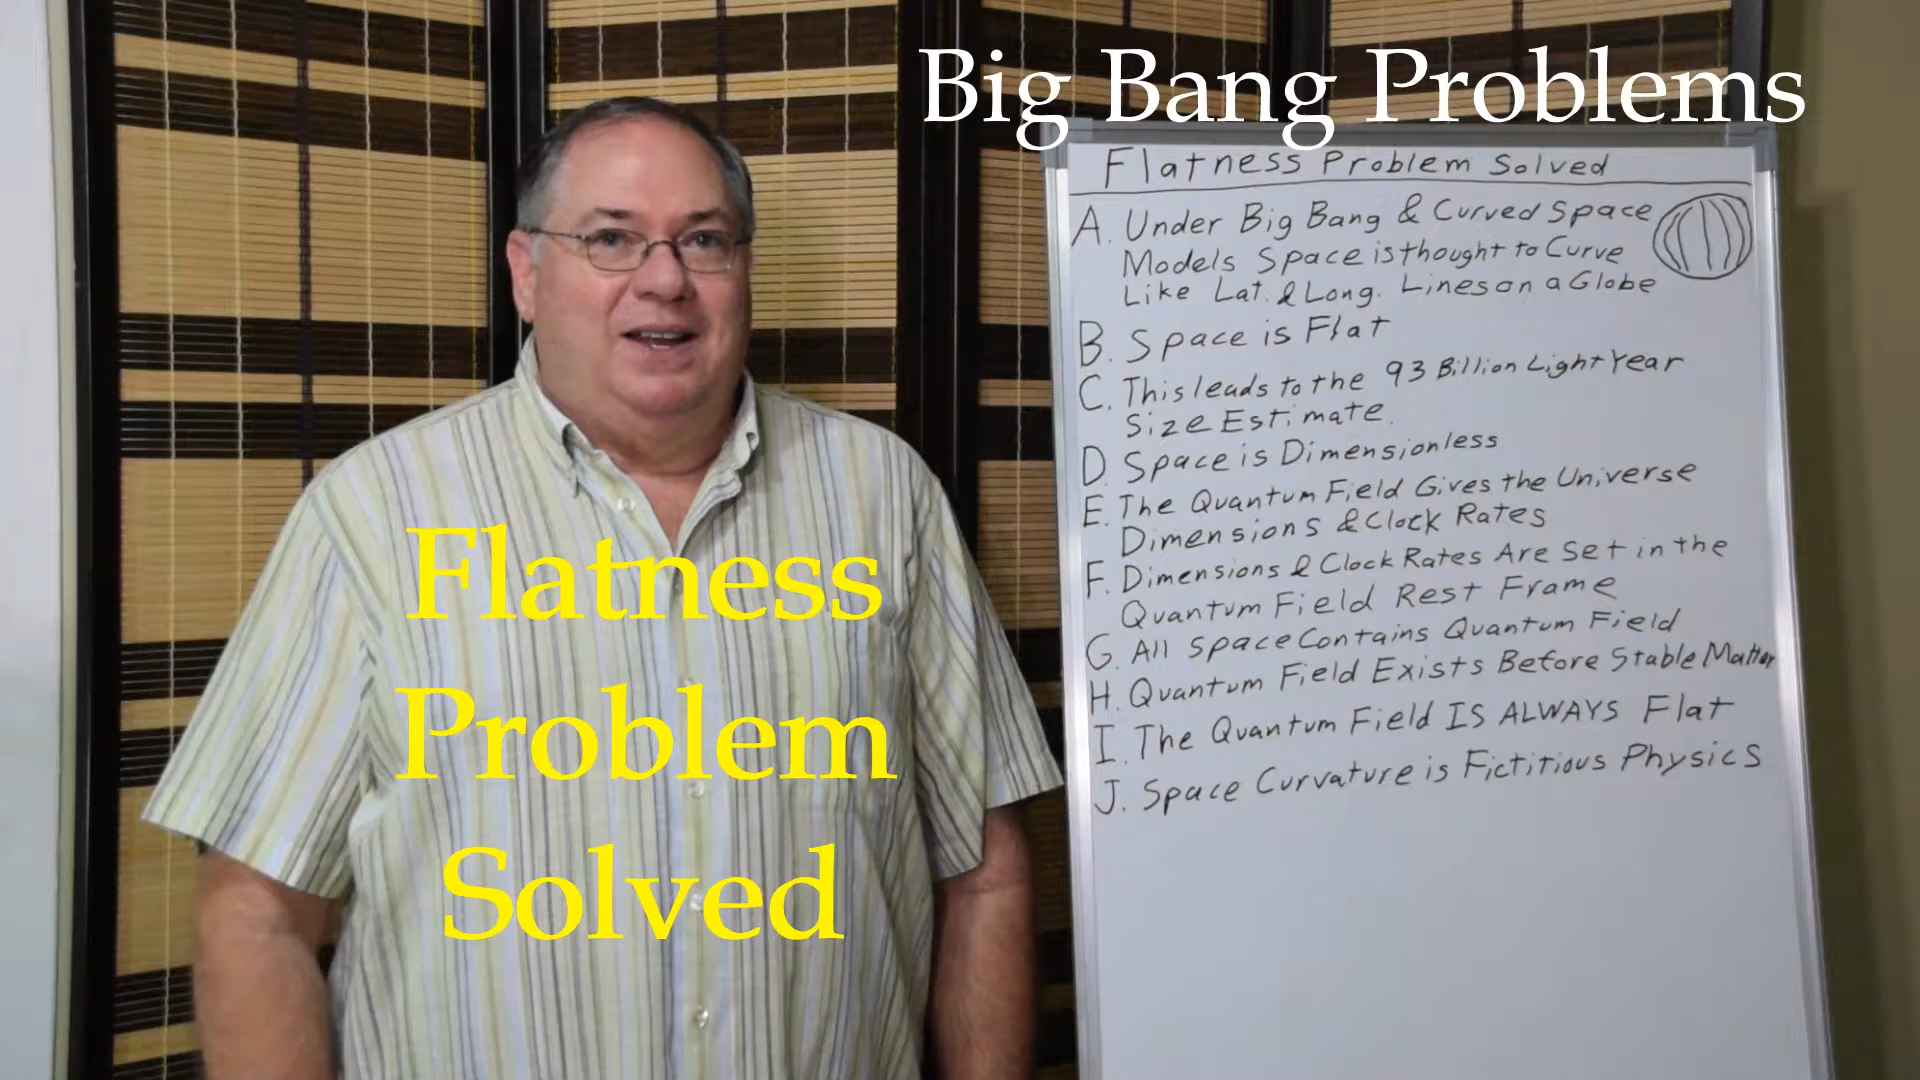 Big Bang Problems
Flatness Problem Solved
A. Under Big Bang & Curved Space
Models Space is thought to Curve
Like Lat. & Long. Lines on a Globe
B. Space is Flat
C. This leads to the 93 Billion Light Year
Size Estimate.
D. Space is Dimensionless
E. The Quantum Field Gives the Universe
Dimensions & Clock Rates
F. Dimensions & Clock Rates Are Set in the
Quantum Field Rest Frame
G. All Space Contains Quantum Field
H. Quantum Field Exists Before Stable Matter
I. The Quantum Field IS ALWAYS Flat
J. Space Curvature is Fictitious Physics
Flatness
Problem
Solved